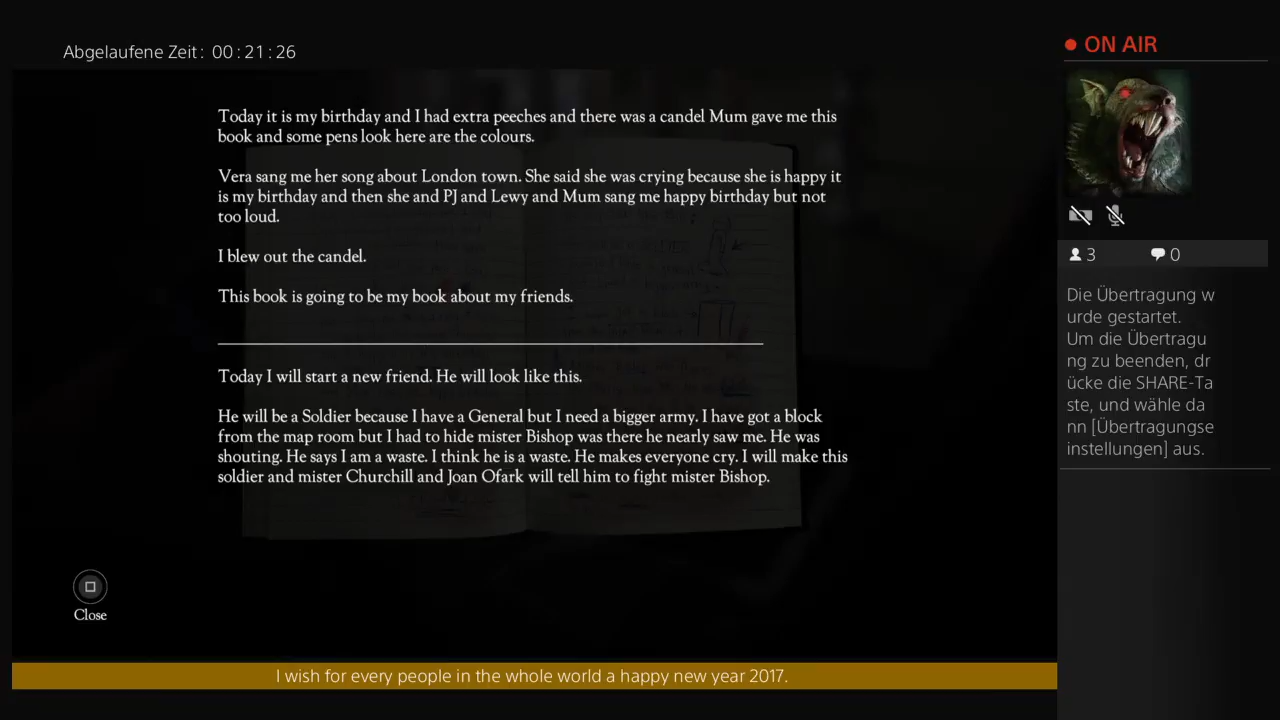 Abgelaufene Zeit: 00:21:26
Today it is my birthday and I had extra peeches and there was a candel Mum gave me this
book and some pens look here are the colours.
Vera sang me her song about London town. She said she was crying because she is happy it
is my birthday and then she and PJ and Lewy and Mum sang me happy birthday but not
too loud.
I blew out the candel.
This book is going to be my book about my friends.
Today I will start a new friend. He will look like this.
He will be a Soldier because I have a General but I need a bigger army. I have got a block
from the map room but I had to hide mister Bishop was there he nearly saw me. He was
shouting. He says I am a waste. I think he is a waste. He makes everyone cry. I will make this
soldier and mister Churchill and Joan Ofark will tell him to fight mister Bishop.
Close
I wish for every people in the whole world a happy new year 2017.
ON AIR
3 0
Die Übertragung w
urde gestartet.
Um die Übertragu
ng zu beenden, dr
ücke die SHARE-Ta
ste, und wähle da
nn [Übertragungse
instellungen] aus.